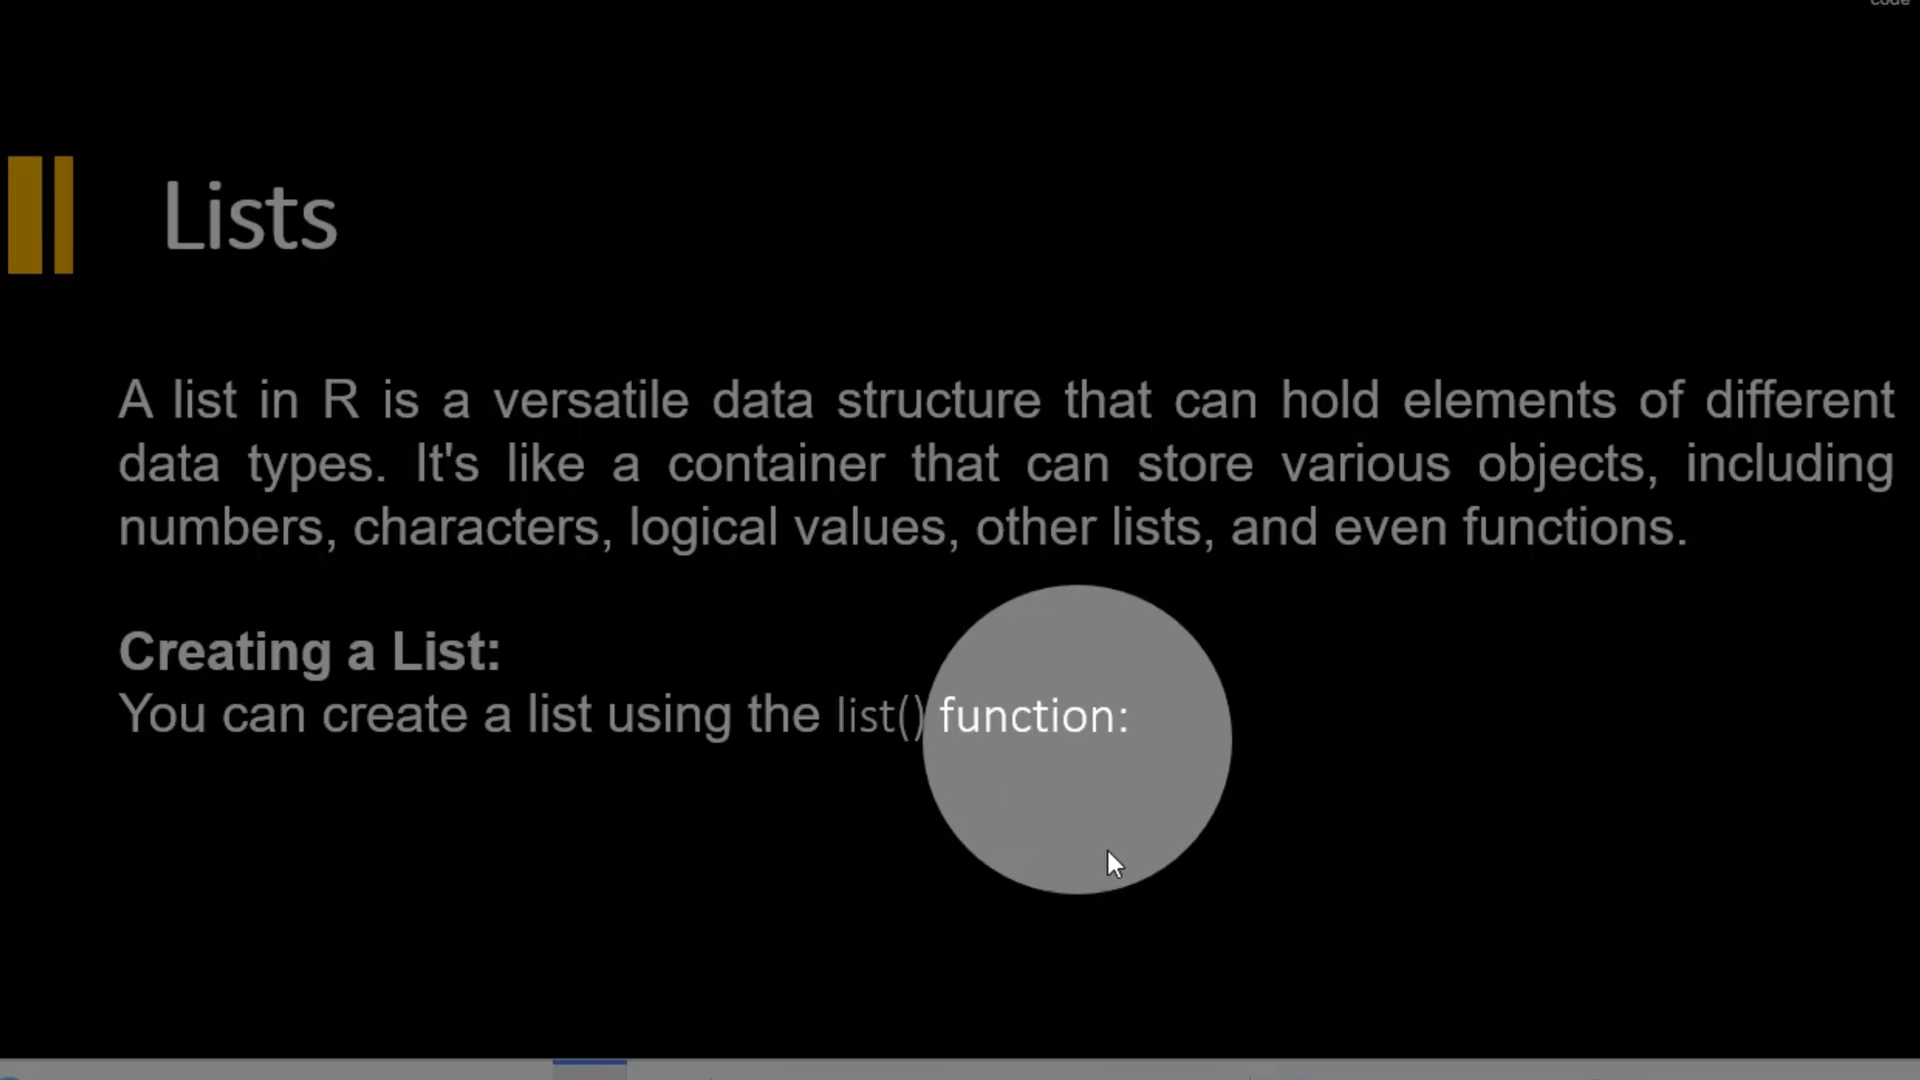 code
Lists
A list in R is a versatile data structure that can hold elements of different
data types. It's like a container that can store various objects, including
numbers, characters, logical values, other lists, and even functions.
Creating a List:
You can create a list using the list() function: